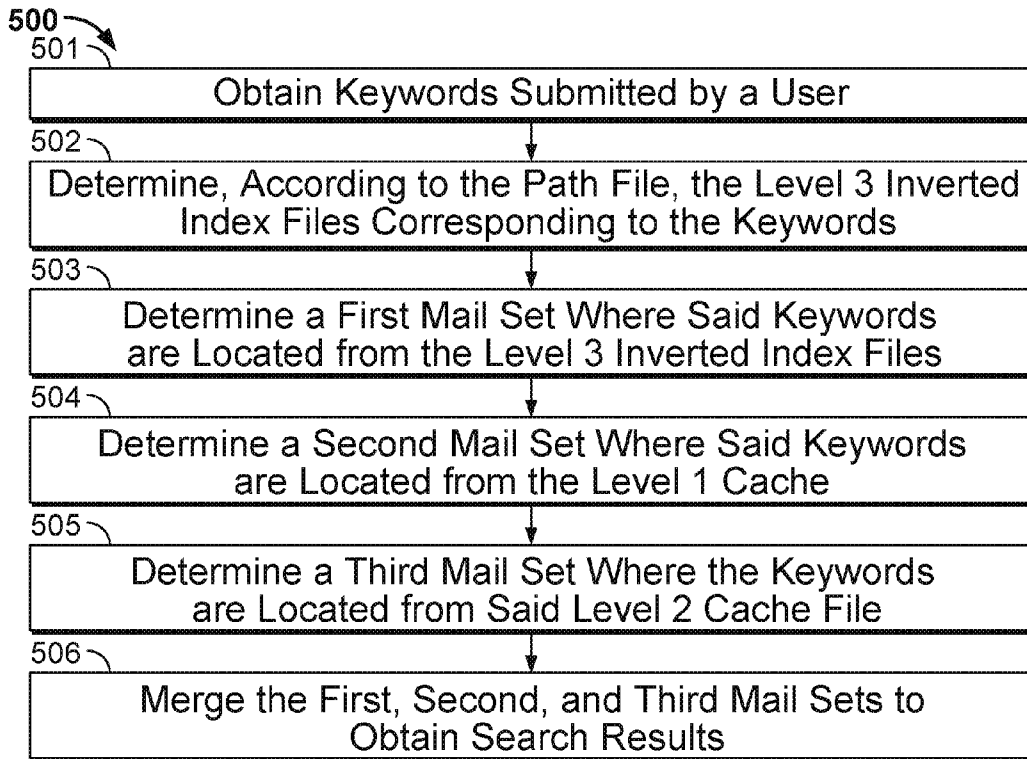 500
501
Obtain Keywords Submitted by a User
502
Determine, According to the Path File, the Level 3 Inverted
Index Files Corresponding to the Keywords
503
Determine a First Mail Set Where Said Keywords
are Located from the Level 3 Inverted Index Files
504
Determine a Second Mail Set Where Said Keywords
are Located from the Level 1 Cache
505
Determine a Third Mail Set Where the Keywords
are Located from Said Level 2 Cache File
506
Merge the First, Second, and Third Mail Sets to
Obtain Search Results